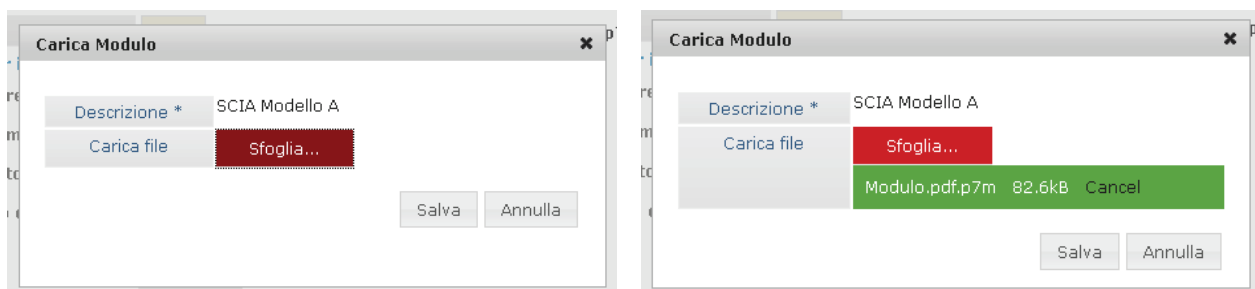 Carica Modulo
Descrizione * SCIA Modello A
Carica file Sfoglia...
Salva Annulla
Carica Modulo
Descrizione * SCIA Modello A
Carica file Sfoglia...
Modulo.pdf.p7m 82.6kB Cancel
Salva Annulla